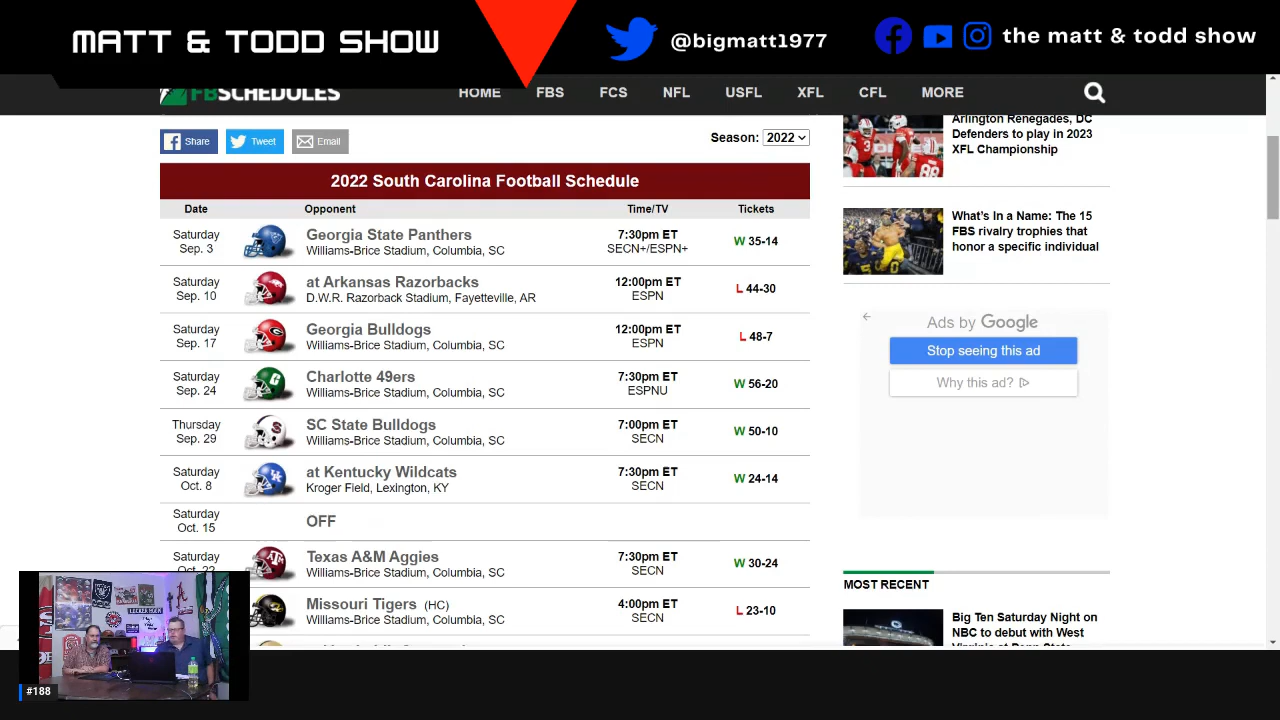 MATT & TODD SHOW
@bigmatt1977
the matt & todd show
FBSCHEDULES
HOME FBS FCS NFL USFL XFL CFL MORE
Share Tweet Email
Season: 2022
2022 South Carolina Football Schedule
Date Opponent Time/TV Tickets
Saturday Sep. 3
Georgia State Panthers
Williams-Brice Stadium, Columbia, SC
7:30pm ET
SECN+/ESPN+
W 35-14
Saturday Sep. 10
at Arkansas Razorbacks
D.W.R. Razorback Stadium, Fayetteville, AR
12:00pm ET
ESPN
L 44-30
Saturday Sep. 17
Georgia Bulldogs
Williams-Brice Stadium, Columbia, SC
12:00pm ET
ESPN
L 48-7
Saturday Sep. 24
Charlotte 49ers
Williams-Brice Stadium, Columbia, SC
7:30pm ET
ESPNU
W 56-20
Thursday Sep. 29
SC State Bulldogs
Williams-Brice Stadium, Columbia, SC
7:00pm ET
SECN
W 50-10
Saturday Oct. 8
at Kentucky Wildcats
Kroger Field, Lexington, KY
7:30pm ET
SECN
W 24-14
Saturday Oct. 15
OFF
Saturday Oct. 22
Texas A&M Aggies
Williams-Brice Stadium, Columbia, SC
7:30pm ET
SECN
W 30-24
Missouri Tigers (HC)
Williams-Brice Stadium, Columbia, SC
4:00pm ET
SECN
L 23-10
Arlington Renegades, DC
Defenders to play in 2023
XFL Championship
What's In a Name: The 15
FBS rivalry trophies that
honor a specific individual
Ads by Google
Stop seeing this ad
Why this ad?
MOST RECENT
Big Ten Saturday Night on
NBC to debut with West
Virginia at Penn State
#188